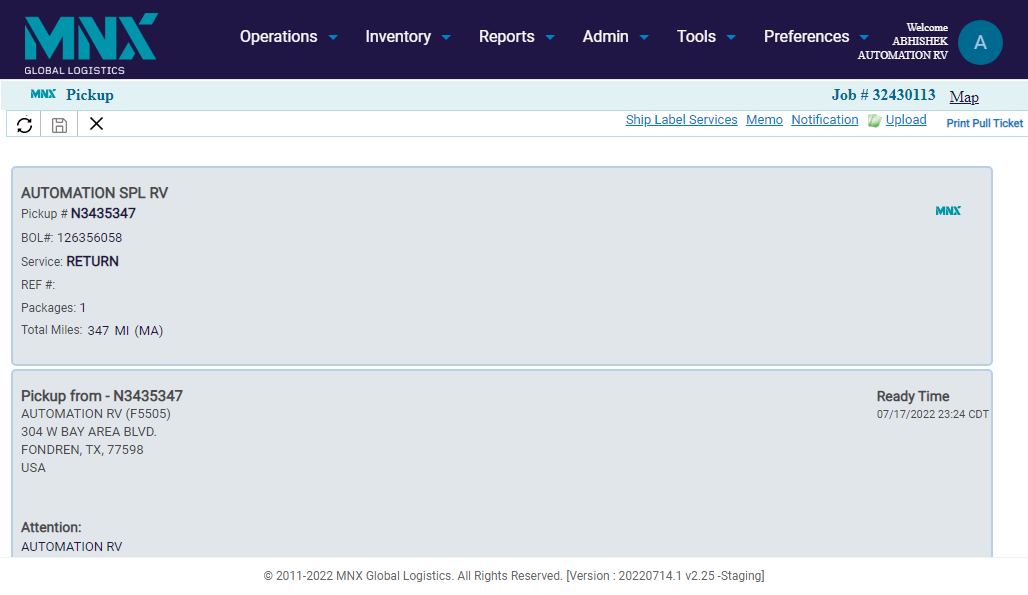 MNX
GLOBAL LOGISTICS
Operations Inventory Reports Admin Tools Preferences
Welcome
ABHISHEK
AUTOMATION RV
A
MNX Pickup Job # 32430113 Map
Ship Label Services Memo Notification Upload Print Pull Ticket
AUTOMATION SPL RV
Pickup # N3435347
MNX
BOL#: 126356058
Service: RETURN
REF #:
Packages: 1
Total Miles: 347 MI (MA)
Pickup from - N3435347 Ready Time
AUTOMATION RV (F5505) 07/17/2022 23:24 CDT
304 W BAY AREA BLVD.
FONDREN, TX, 77598
USA
Attention:
AUTOMATION RV
© 2011-2022 MNX Global Logistics. All Rights Reserved. [Version : 20220714.1 v2.25 -Staging]